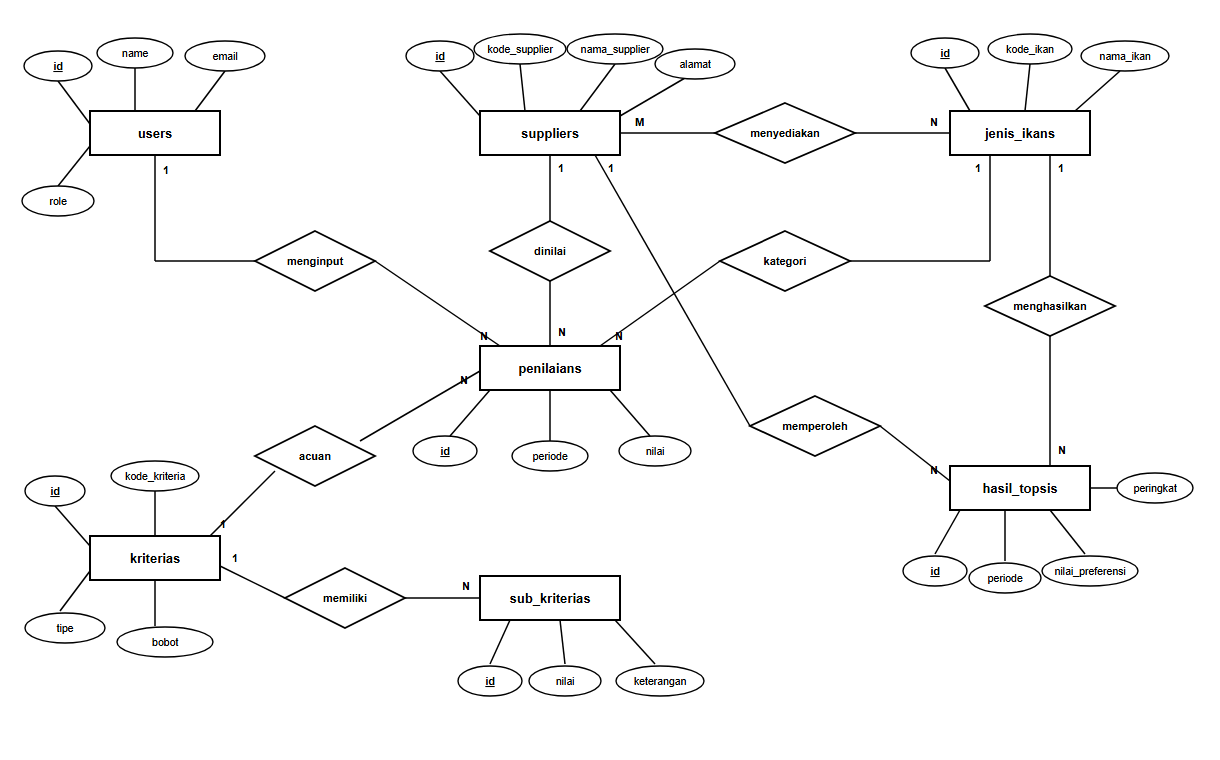 id
name
email
users
role
1
menginput
N
id
kode_supplier
nama_supplier
alamat
suppliers
M
menyediakan
N
1
1
dinilai
N
id
kode_ikan
nama_ikan
jenis_ikans
1
1
kategori
N
menghasilkan
N
penilaians
N
id
periode
nilai
memperoleh
N
hasil_topsis
peringkat
id
periode
nilai_preferensi
acuan
1
id
kode_kriteria
kriterias
1
tipe
bobot
memiliki
N
sub_kriterias
id
nilai
keterangan